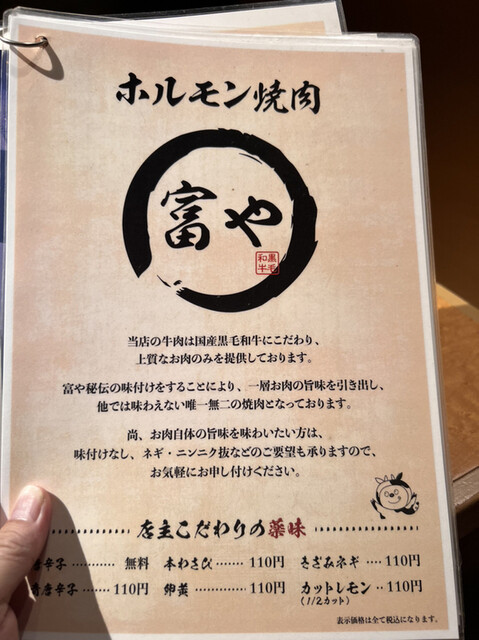 ホルモン焼肉
富や
黒毛
和牛
当店の牛肉は国産黒毛和牛にこだわり、
上質なお肉のみを提供しております。
富や秘伝の味付けをすることにより、一層お肉の旨味を引き出し、
他では味わえない唯一無二の焼肉となっております。
尚、お肉自体の旨味を味わいたい方は、
味付けなし、ネギ・ニンニク抜などのご要望も承りますので、
お気軽にお申し付けください。
店主こだわりの薬味
唐辛子 ・・・・・・・・ 無料 本わさび ・・・・・・ 110円 きざみネギ ・・・・ 110円
唐辛子 ・・・・・ 110円 卵黄 ・・・・・・・・・・ 110円 カットレモン ・・ 110円
(1/2カット)
表示価格は全て税込になります。